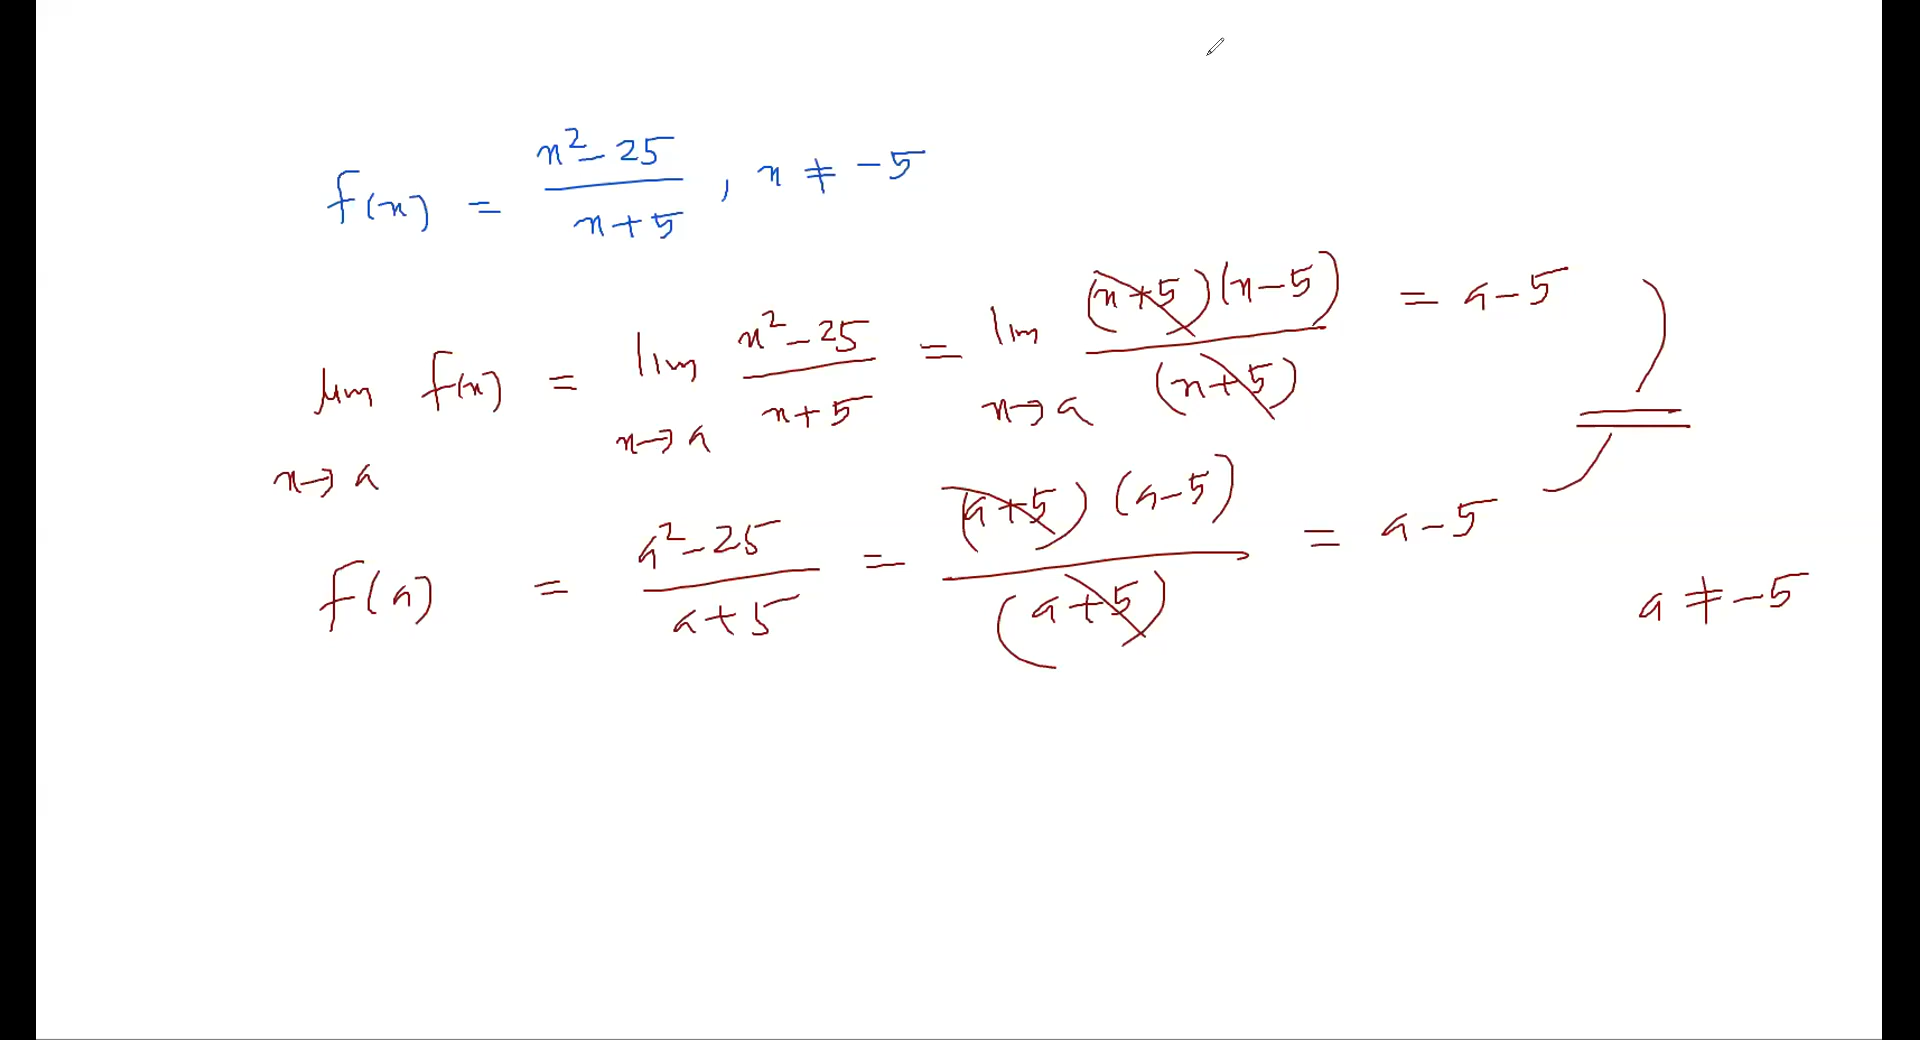 f(x) = (x² - 25)/(x + 5), x ≠ -5
lim x→a f(x) = lim x→a (x² - 25)/(x + 5) = lim x→a (x + 5)(x - 5)/(x + 5) = a - 5
f(a) = (a² - 25)/(a + 5) = (a + 5)(a - 5)/(a + 5) = a - 5
a ≠ -5